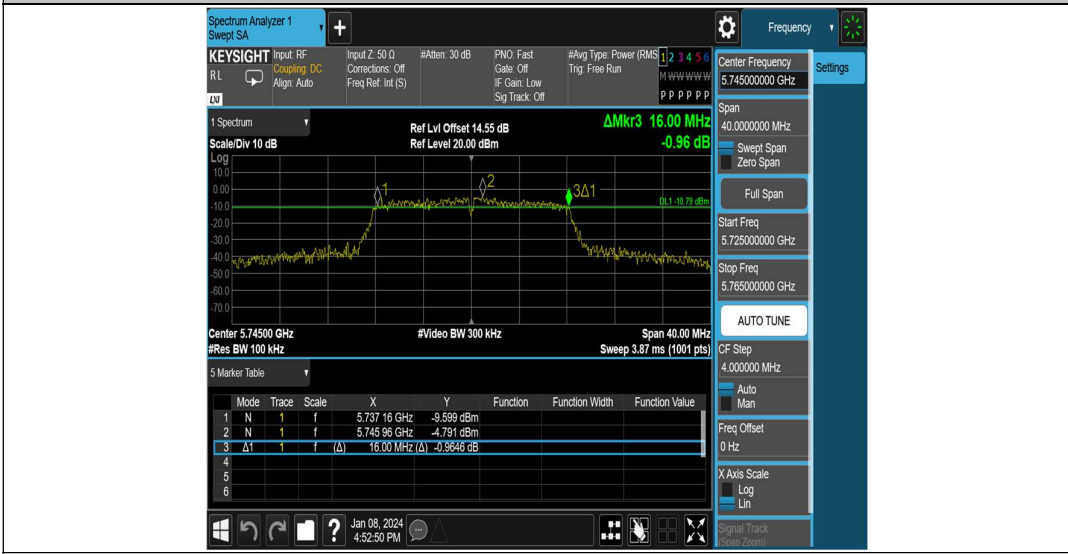 Spectrum Analyzer 1
Swept SA
+
Frequency
KEYSIGHT
RL
LXI
Input: RF
Coupling: DC
Align: Auto
Input Z: 50 Ω
Corrections: Off
Freq Ref: Int (S)
#Atten: 30 dB
PNO: Fast
Gate: Off
IF Gain: Low
Sig Track: Off
#Avg Type: Power (RMS
Trig: Free Run
1 2 3 4 5 6
M W W W W W
P P P P P P
Center Frequency
5.745000000 GHz
Settings
Span
40.0000000 MHz
Swept Span
Zero Span
Full Span
Start Freq
5.725000000 GHz
Stop Freq
5.765000000 GHz
AUTO TUNE
CF Step
4.000000 MHz
Auto
Man
Freq Offset
0 Hz
X Axis Scale
Log
Lin
Signal Track
(Span Zoom)
1 Spectrum
Scale/Div 10 dB
Ref Lvl Offset 14.55 dB
Ref Level 20.00 dBm
ΔMkr3 16.00 MHz
-0.96 dB
Log
10.0
0.00
-10.0
-20.0
-30.0
-40.0
-50.0
-60.0
-70.0
1
2
3Δ1
DL1 -10.79 dBm
Center 5.74500 GHz
#Video BW 300 kHz
Span 40.00 MHz
#Res BW 100 kHz
Sweep 3.87 ms (1001 pts)
5 Marker Table
Mode Trace Scale X Y Function Function Width Function Value
1 N 1 f 5.737 16 GHz -9.599 dBm
2 N 1 f 5.745 96 GHz -4.791 dBm
3 Δ1 1 f (Δ) 16.00 MHz (Δ) -0.9646 dB
4
5
6
?
Jan 08, 2024
4:52:50 PM